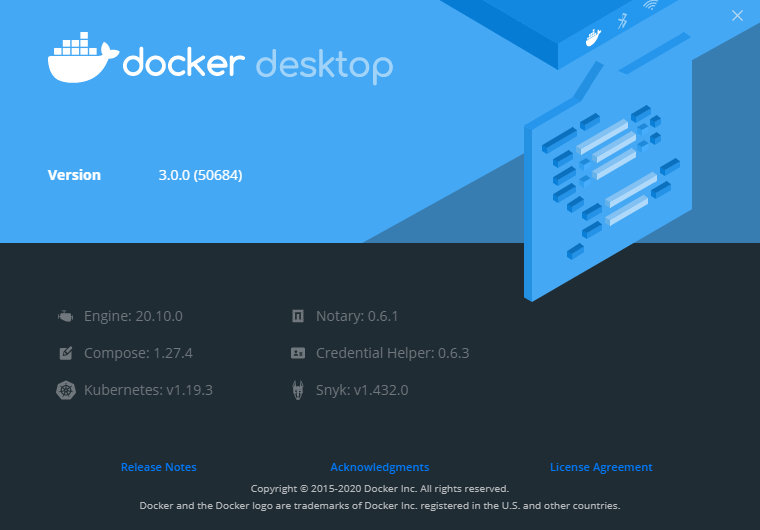 docker desktop
Version 3.0.0 (50684)
Engine: 20.10.0 Notary: 0.6.1
Compose: 1.27.4 Credential Helper: 0.6.3
Kubernetes: v1.19.3 Snyk: v1.432.0
Release Notes Acknowledgments License Agreement
Copyright © 2015-2020 Docker Inc. All rights reserved.
Docker and the Docker logo are trademarks of Docker Inc. registered in the U.S. and other countries.